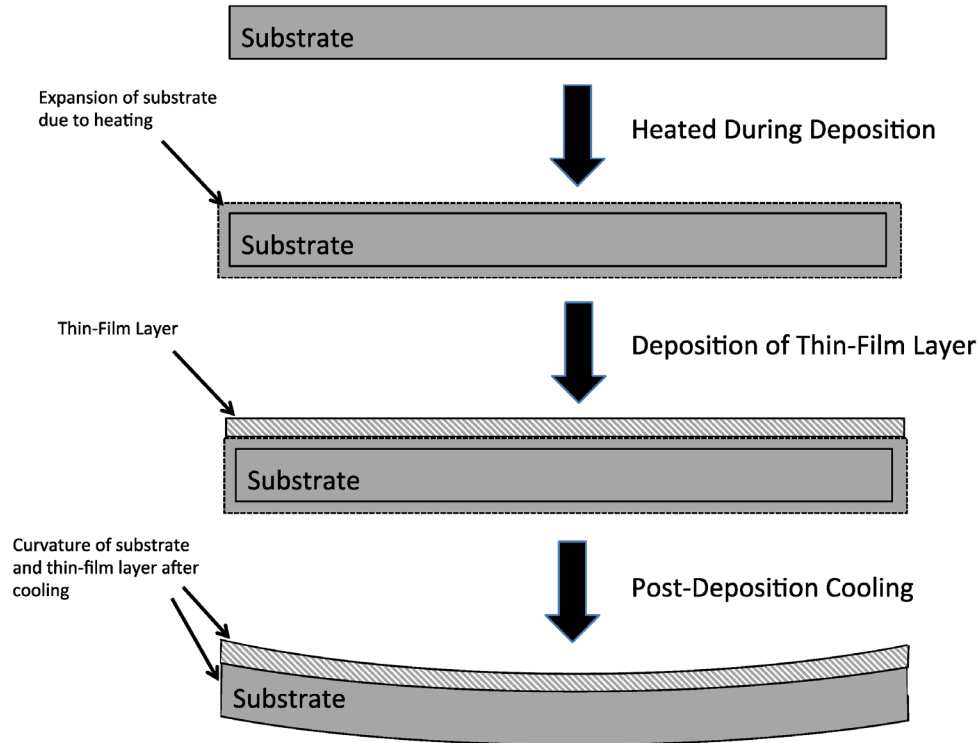 Substrate
Expansion of substrate
due to heating
Heated During Deposition
Substrate
Thin-Film Layer
Deposition of Thin-Film Layer
Substrate
Curvature of substrate
and thin-film layer after
cooling
Post-Deposition Cooling
Substrate